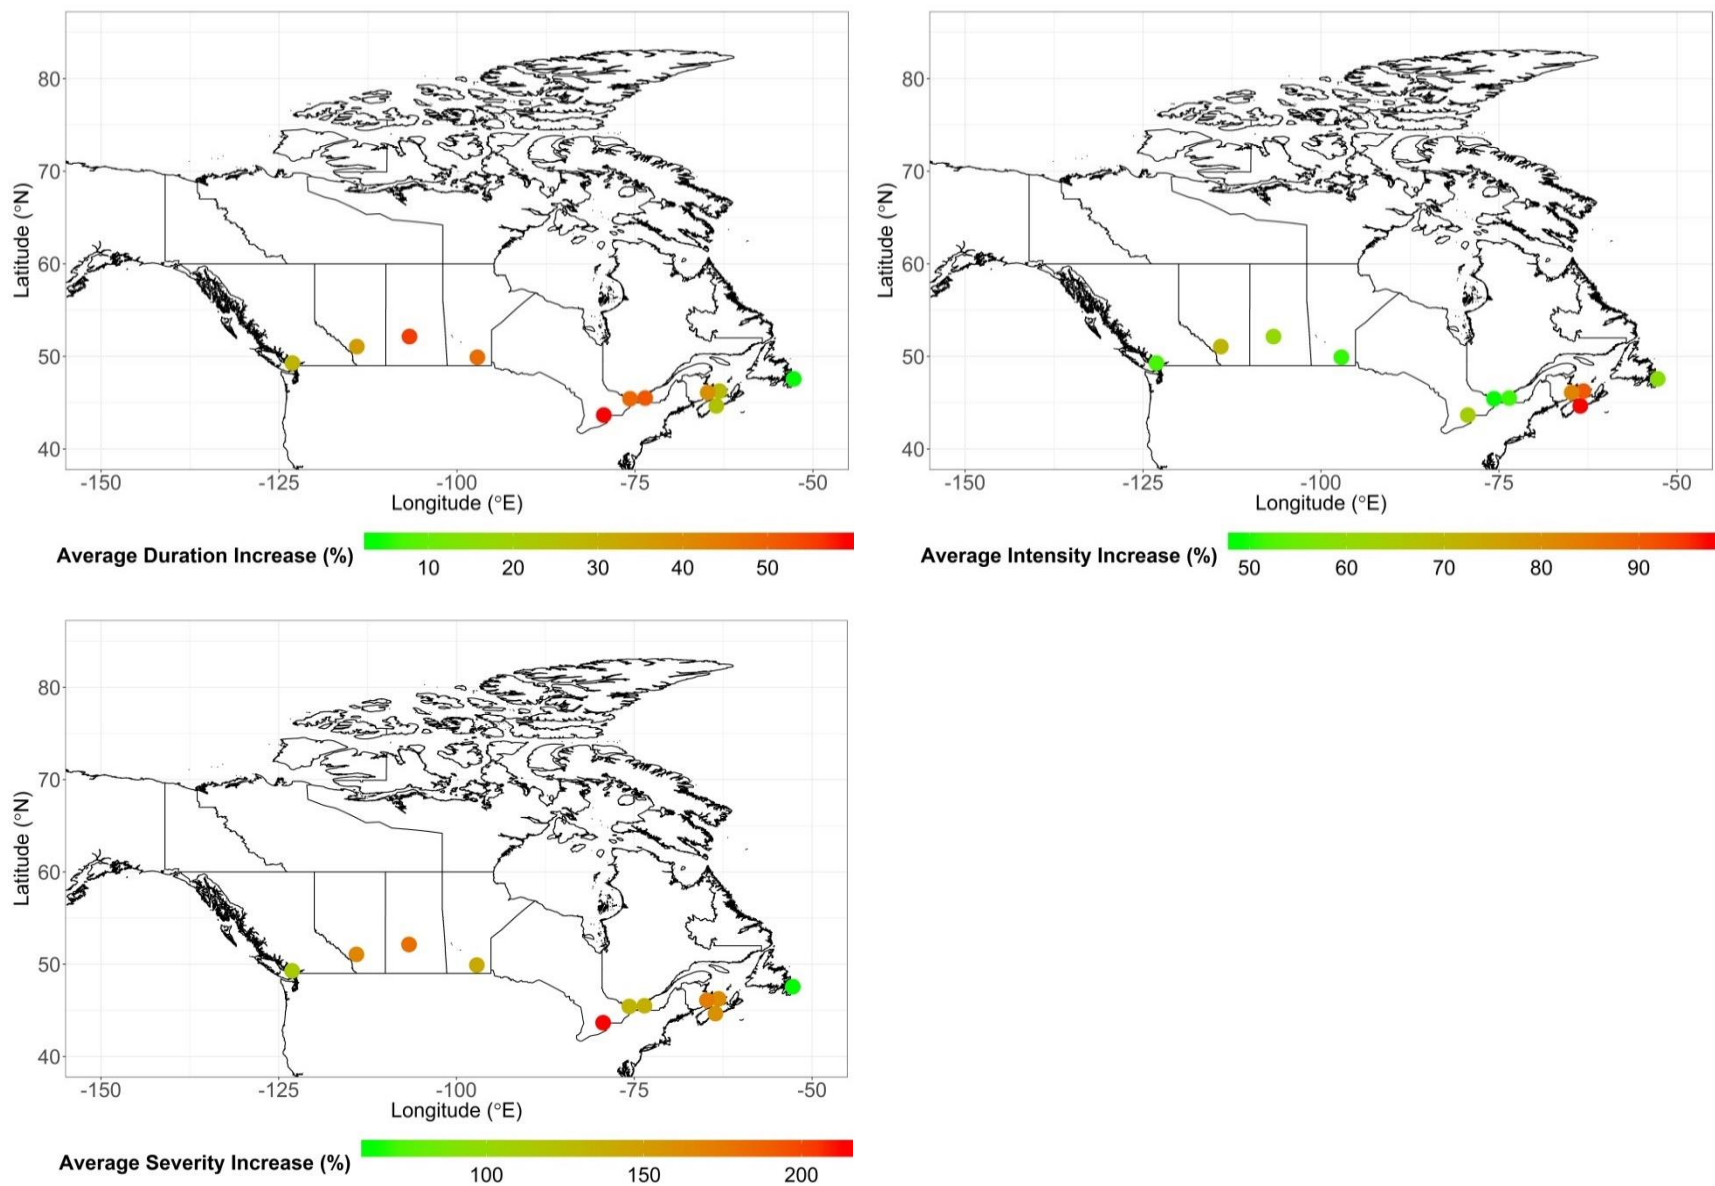 80
70
60
50
40
Latitude (°N)
-150 -125 -100 -75 -50
Longitude (°E)
Average Duration Increase (%)
10 20 30 40 50
80
70
60
50
40
Latitude (°N)
-150 -125 -100 -75 -50
Longitude (°E)
Average Intensity Increase (%)
50 60 70 80 90
80
70
60
50
40
Latitude (°N)
-150 -125 -100 -75 -50
Longitude (°E)
Average Severity Increase (%)
100 150 200